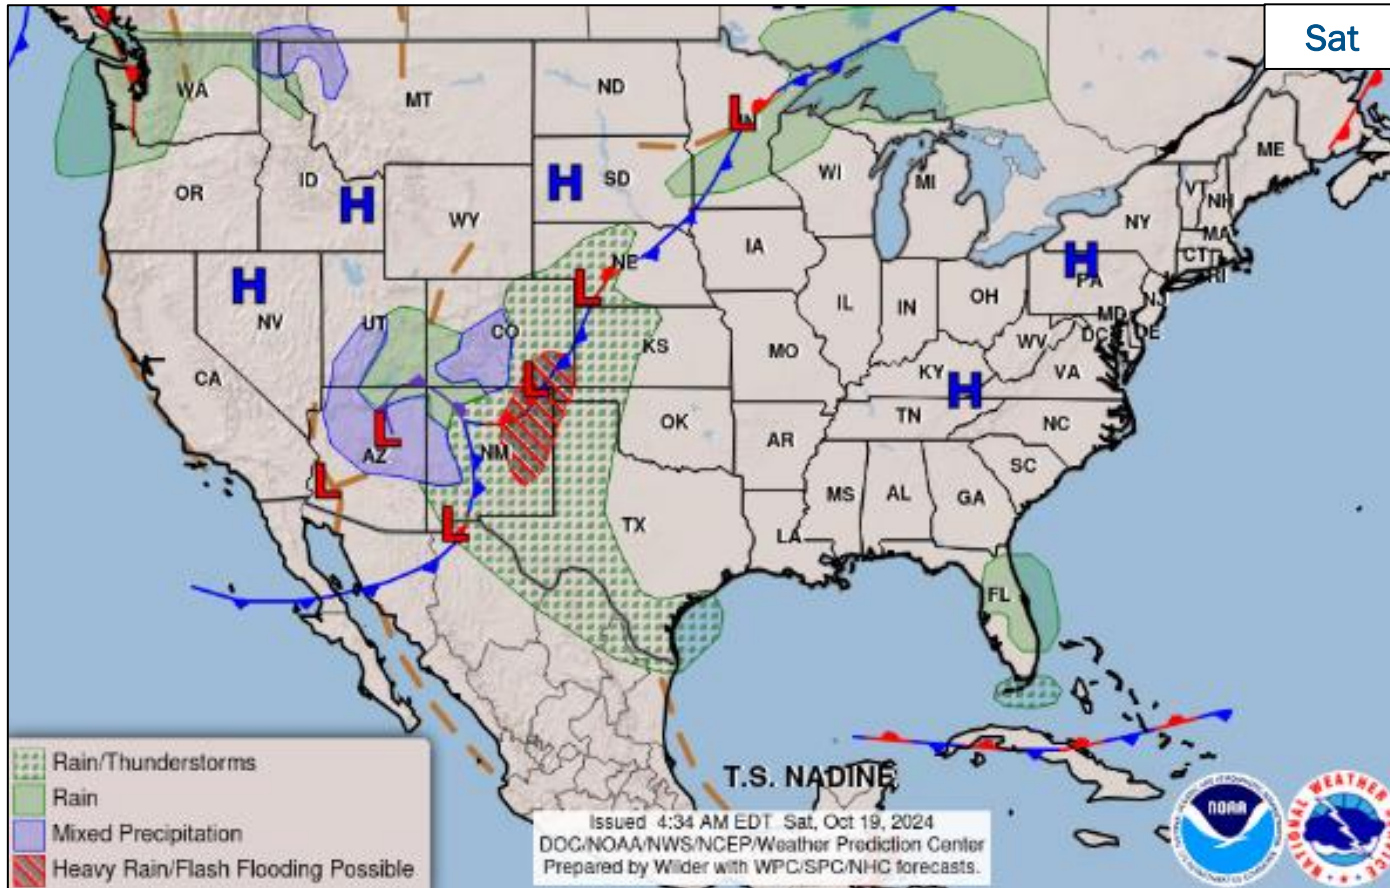 Sat
WA
MT
ND
MN
ME
OR
ID
SD
WI
MI
VT
NH
NY
WY
MA
CT
RI
IA
NE
PA
NJ
NV
UT
CO
IL
IN
OH
MD
DE
DC
WV
KS
MO
KY
VA
CA
AZ
NM
OK
AR
TN
NC
SC
TX
LA
MS
AL
GA
FL
H
H
H
H
H
L
L
L
L
L
L
T.S. NADINE
Rain/Thunderstorms
Rain
Mixed Precipitation
Heavy Rain/Flash Flooding Possible
Issued 4:34 AM EDT Sat, Oct 19, 2024
DOC/NOAA/NWS/NCEP/Weather Prediction Center
Prepared by Wilder with WPC/SPC/NHC forecasts.
NOAA
NATIONAL WEATHER